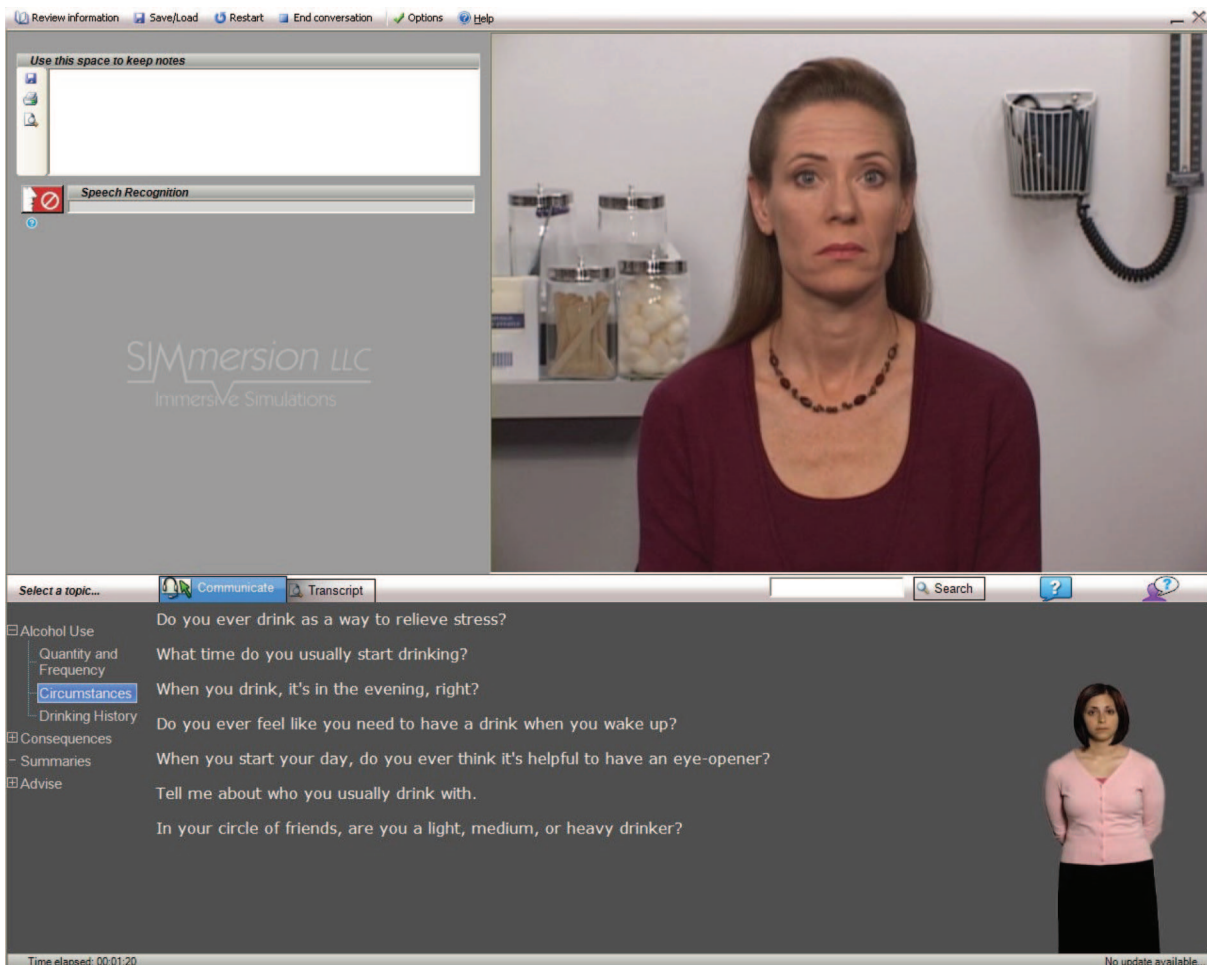 Review information Save/Load Restart End conversation Options Help
Use this space to keep notes
Speech Recognition
SIMmersion LLC
Immersive Simulations
Select a topic... Communicate Transcript Search
Alcohol Use
Quantity and
Frequency
Circumstances
Drinking History
Consequences
Summaries
Advise
Do you ever drink as a way to relieve stress?
What time do you usually start drinking?
When you drink, it's in the evening, right?
Do you ever feel like you need to have a drink when you wake up?
When you start your day, do you ever think it's helpful to have an eye-opener?
Tell me about who you usually drink with.
In your circle of friends, are you a light, medium, or heavy drinker?
Time elapsed: 00:01:20 No update available